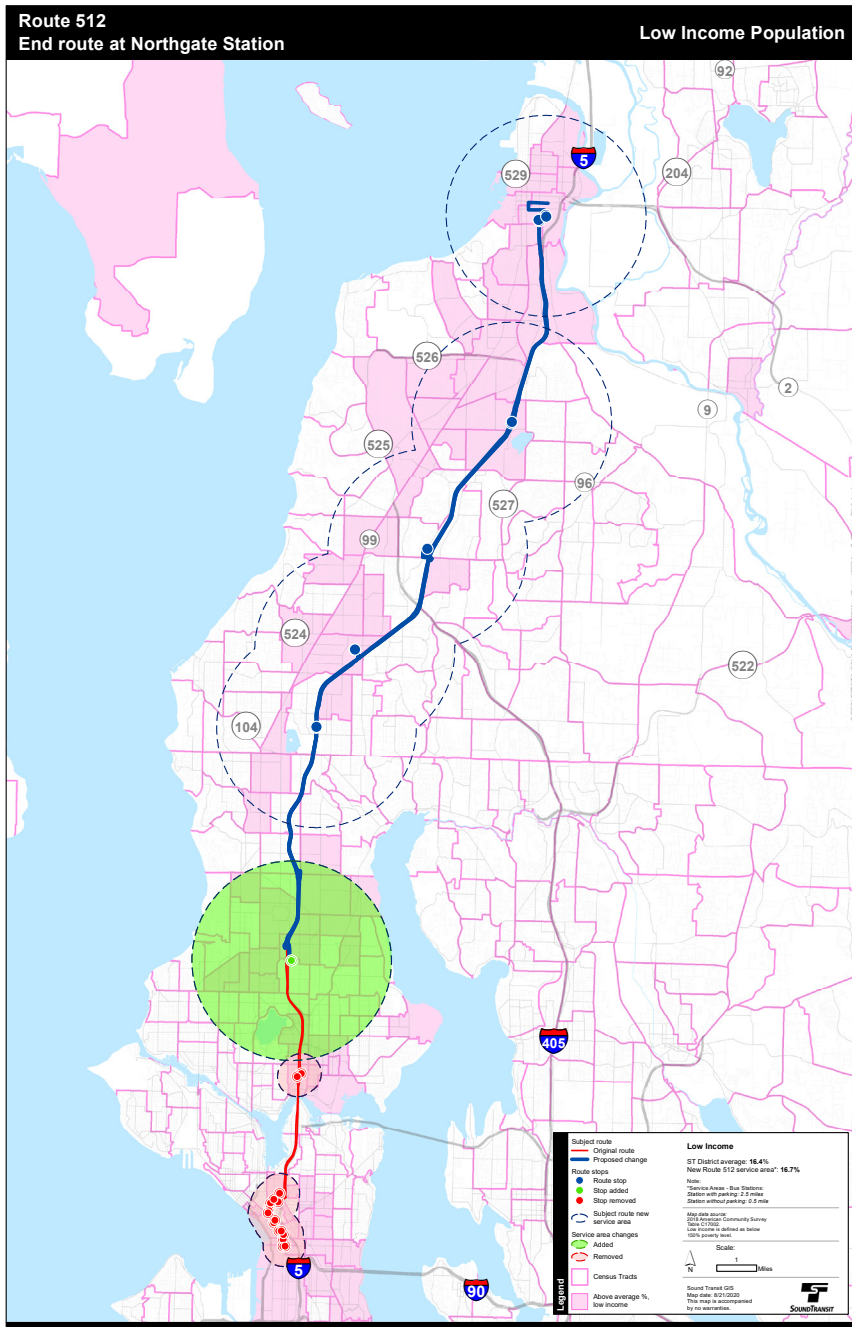 Route 512
End route at Northgate Station
Low Income Population
92
5
529
204
526
2
9
525
96
527
99
524
522
104
405
5
90
Legend
Subject route
Original route
Proposed change
Route stops
Route stop
Stop added
Stop removed
Subject route new
service area
Service area changes
Added
Removed
Census Tracts
Above average %,
low income
Low Income
ST District average: 16.4%
New Route 512 service area*: 16.7%
Note:
*Service Areas - Bus Stations:
Station with parking: 2.5 miles
Station without parking: 0.5 mile
Map data source:
2018 American Community Survey
Table C17002.
Low income is defined as below
150% poverty level.
Scale:
1
Miles
N
Sound Transit GIS
Map date: 8/21/2020
This map is accompanied
by no warranties.
SOUNDTRANSIT